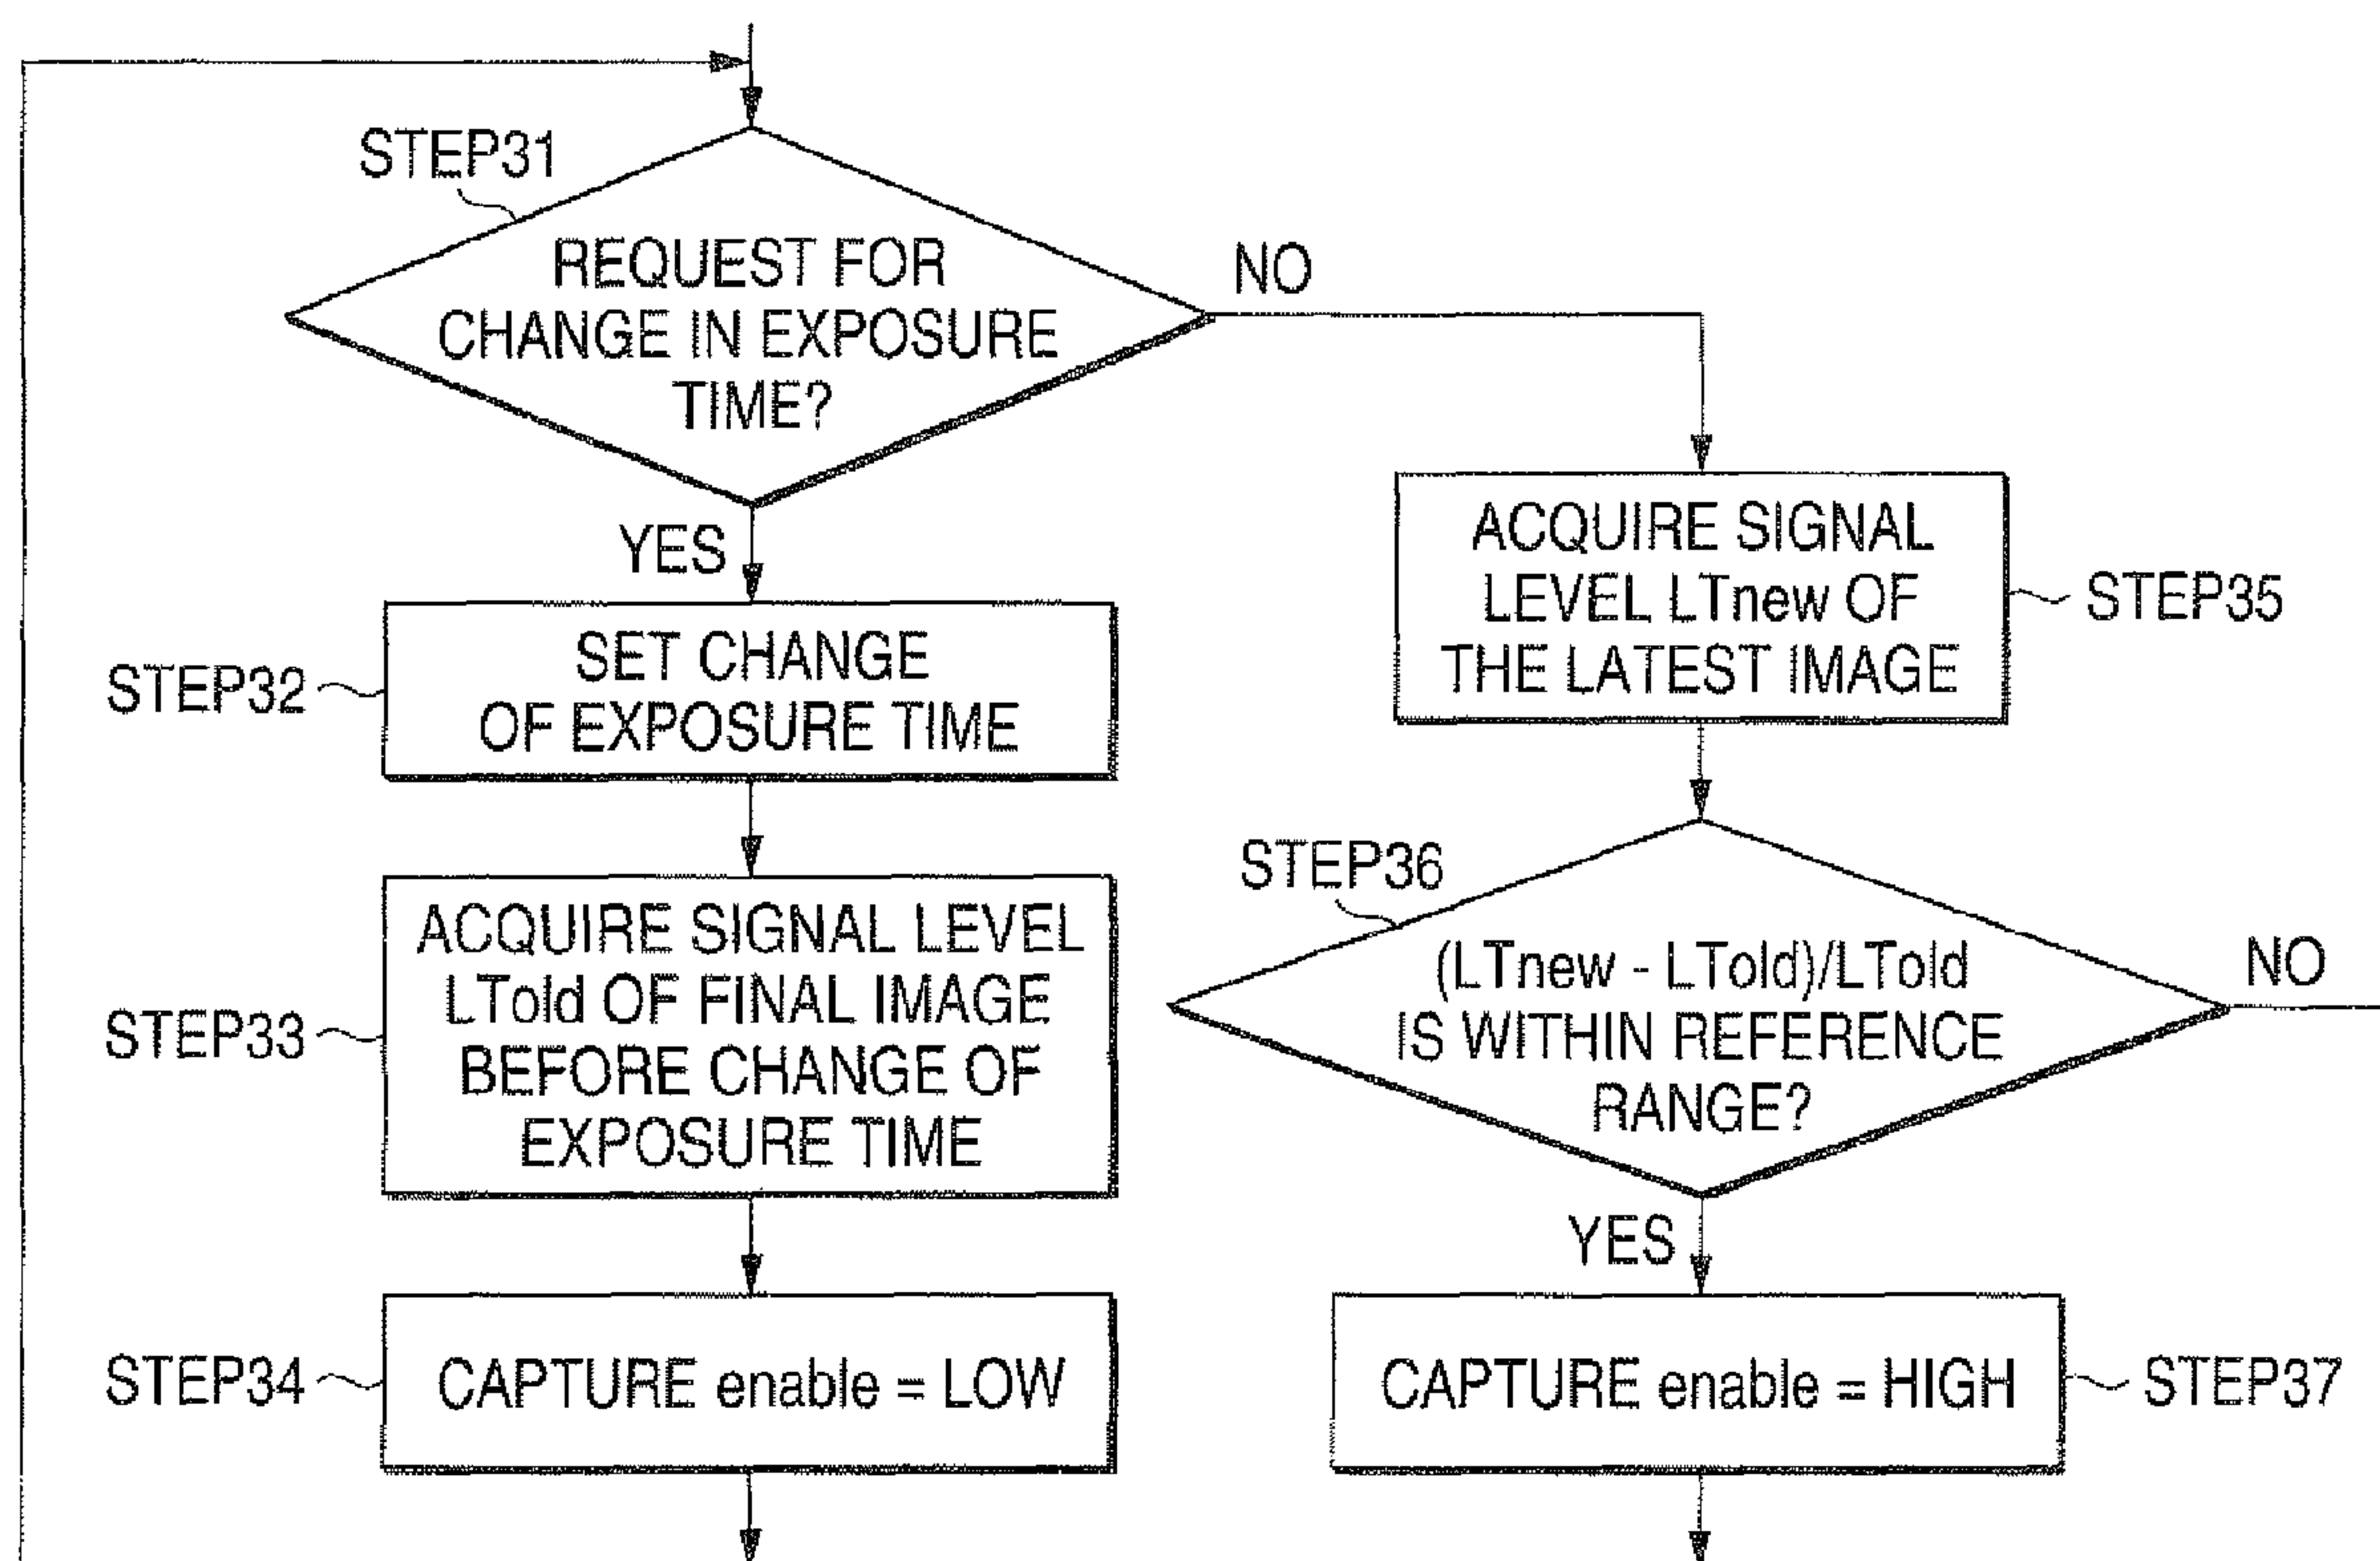 STEP31
REQUEST FOR
CHANGE IN EXPOSURE
TIME?
NO
YES
STEP32
SET CHANGE
OF EXPOSURE TIME
STEP33
ACQUIRE SIGNAL LEVEL
LTold OF FINAL IMAGE
BEFORE CHANGE OF
EXPOSURE TIME
STEP34
CAPTURE enable = LOW
ACQUIRE SIGNAL
LEVEL LTnew OF
THE LATEST IMAGE
STEP35
STEP36
(LTnew - LTold)/LTold
IS WITHIN REFERENCE
RANGE?
NO
YES
CAPTURE enable = HIGH
STEP37